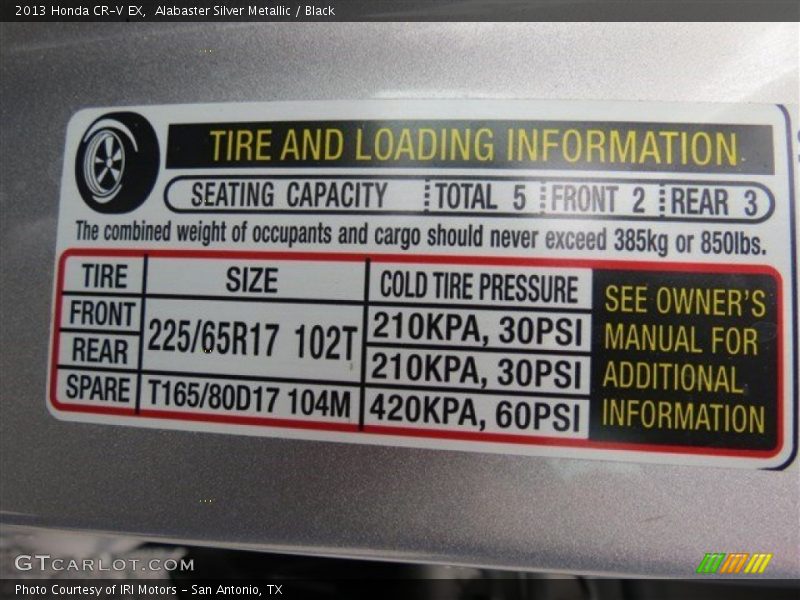 2013 Honda CR-V EX,  Alabaster Silver Metallic / Black
TIRE AND LOADING INFORMATION
SEATING CAPACITY TOTAL 5 FRONT 2 REAR 3
The combined weight of occupants and cargo should never exceed 385kg or 850lbs.
TIRE SIZE COLD TIRE PRESSURE
FRONT 225/65R17 102T 210KPA, 30PSI
REAR 210KPA, 30PSI
SPARE T165/80D17 104M 420KPA, 60PSI
SEE OWNER'S
MANUAL FOR
ADDITIONAL
INFORMATION
GTCARLOT.COM
Photo Courtesy of IRI Motors - San Antonio, TX